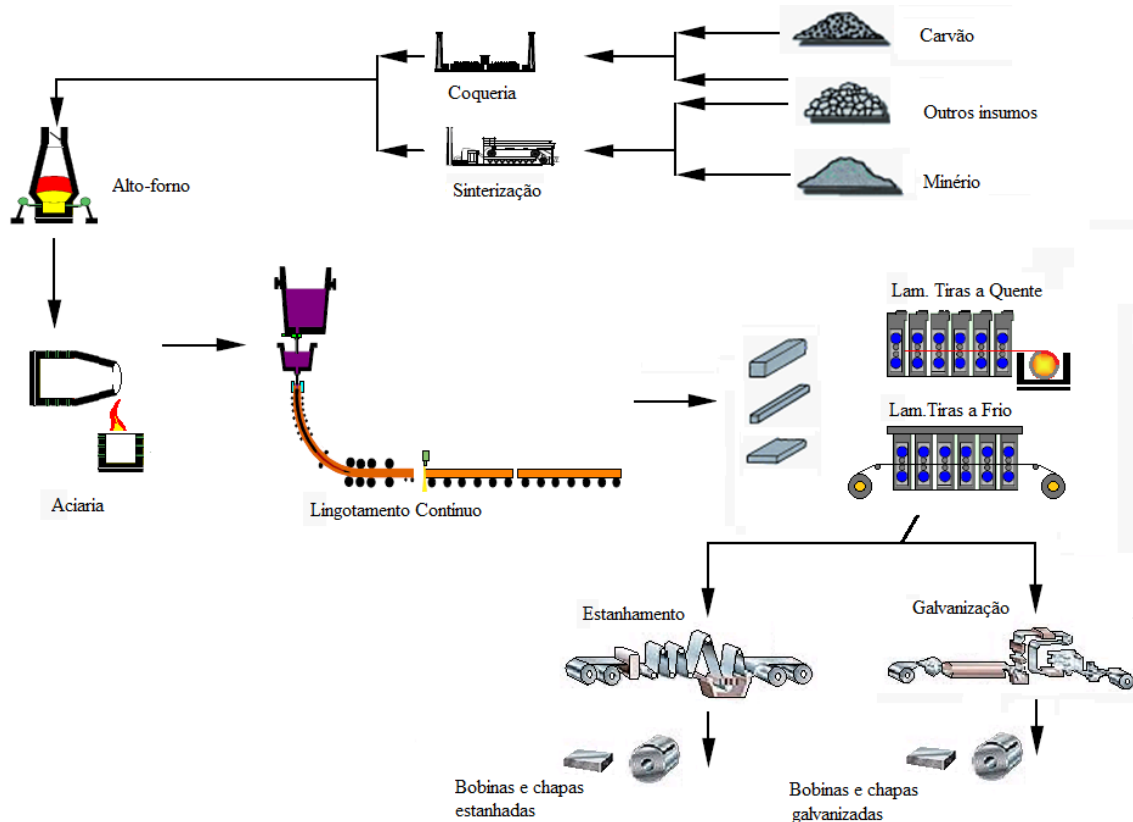 Carvão
Coqueria
Outros insumos
Alto-forno
Sinterização
Minério
Lam. Tiras a Quente
Lam.Tiras a Frio
Aciaria
Lingotamento Continuo
Estanhamento
Galvanização
Bobinas e chapas
estanhadas
Bobinas e chapas
galvanizadas